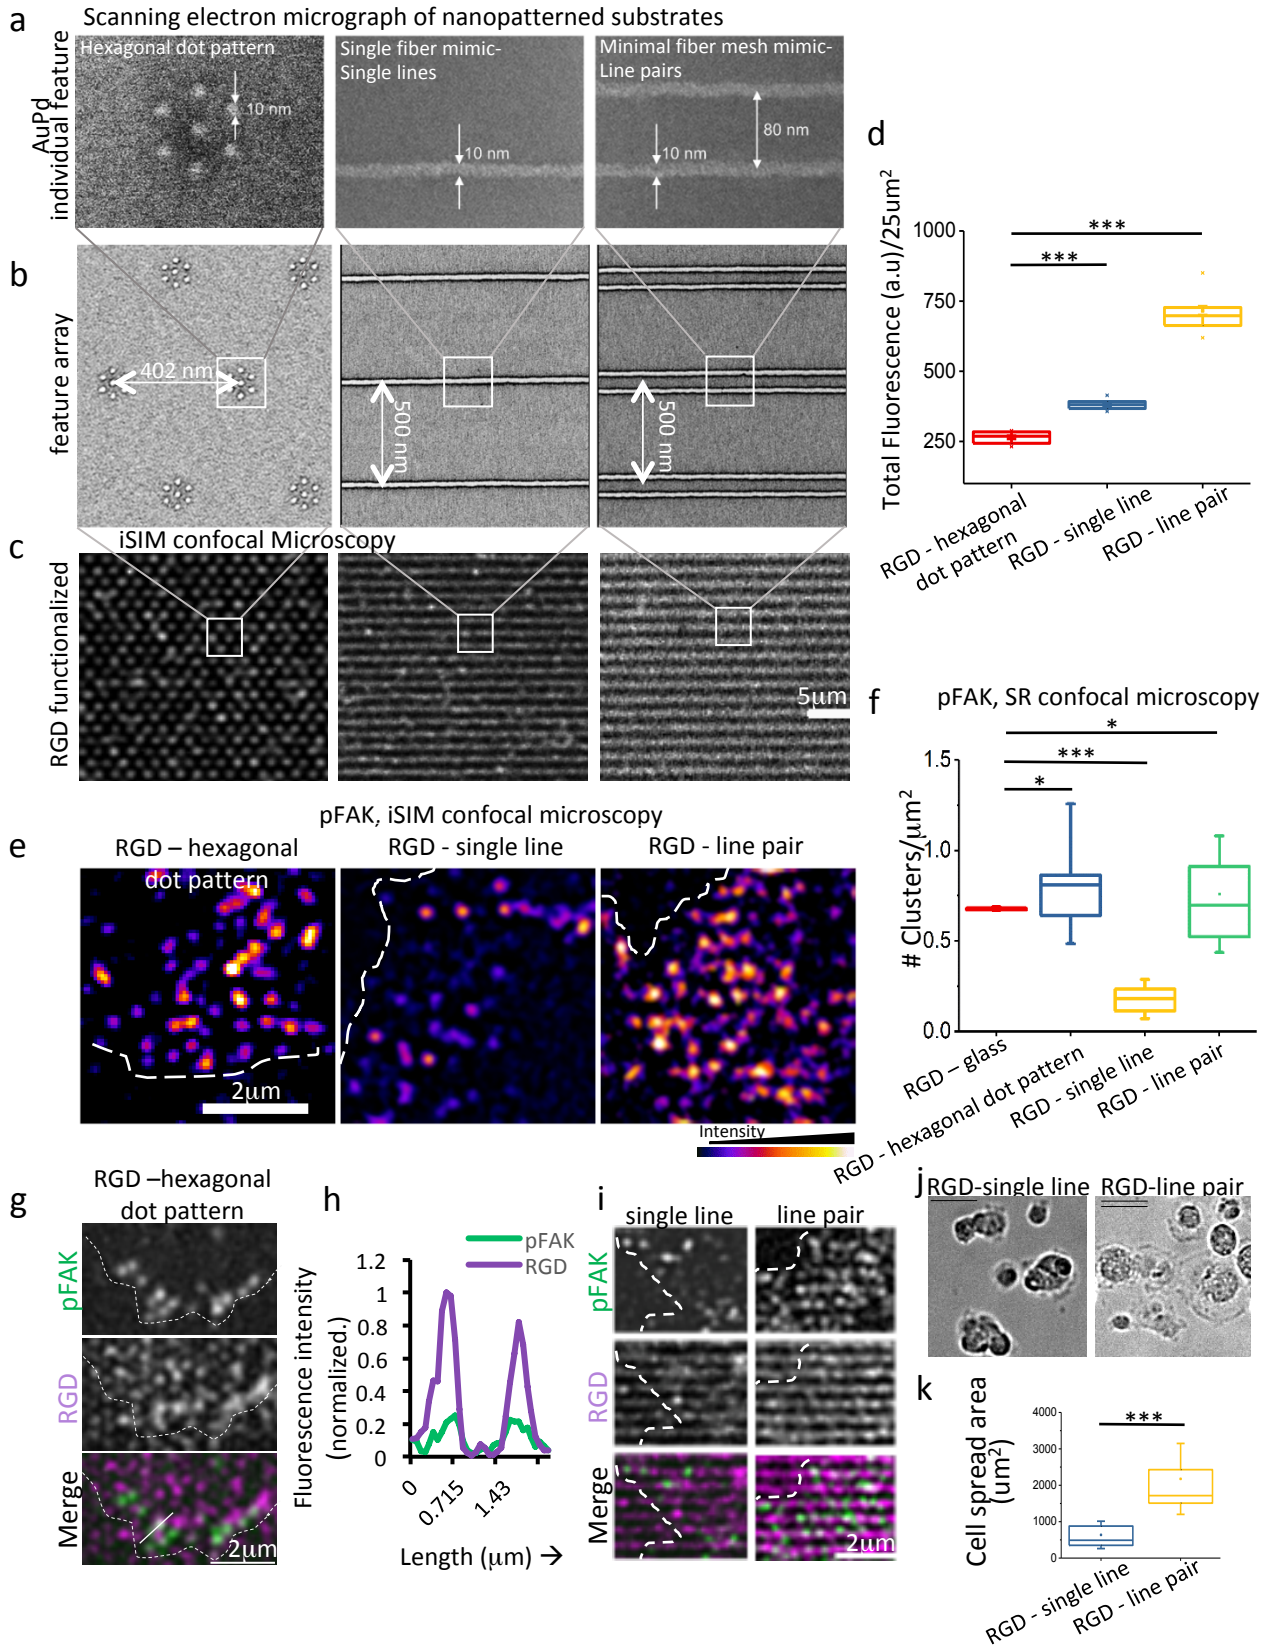 a
Scanning electron micrograph of nanopatterned substrates
AuPd
individual feature
Hexagonal dot pattern
10 nm
Single fiber mimic-
Single lines
10 nm
Minimal fiber mesh mimic-
Line pairs
10 nm
80 nm
b
feature array
402 nm
500 nm
500 nm
c
iSIM confocal Microscopy
RGD functionalized
5μm
d
Total Fluorescence (a.u)/25um²
1000
750
500
250
***
***
RGD - hexagonal
dot pattern
RGD - single line
RGD - line pair
e
pFAK, iSIM confocal microscopy
RGD – hexagonal
dot pattern
RGD - single line
RGD - line pair
2μm
Intensity
f
pFAK, SR confocal microscopy
# Clusters/μm²
1.5
1.0
0.5
0.0
*
***
*
RGD – glass
RGD - hexagonal dot pattern
RGD - single line
RGD - line pair
g
RGD –hexagonal
dot pattern
pFAK
RGD
Merge
2μm
h
Fluorescence intensity
(normalized.)
1.2
1
0.8
0.6
0.4
0.2
0
pFAK
RGD
0
0.715
1.43
Length (μm) →
i
single line
line pair
pFAK
RGD
Merge
2μm
j
RGD-single line
RGD-line pair
k
Cell spread area
(um²)
4000
3000
2000
1000
0
***
RGD - single line
RGD - line pair